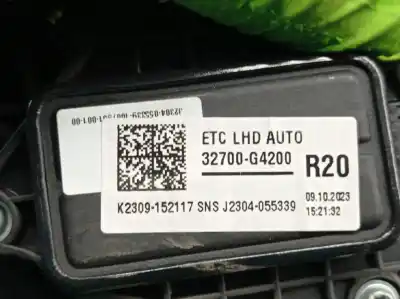 J2304-055339
001-00
ETC LHD AUTO
32700-G4200
R20
K2309-152117 SNS J2304-055339
09.10.2023
15:21:32